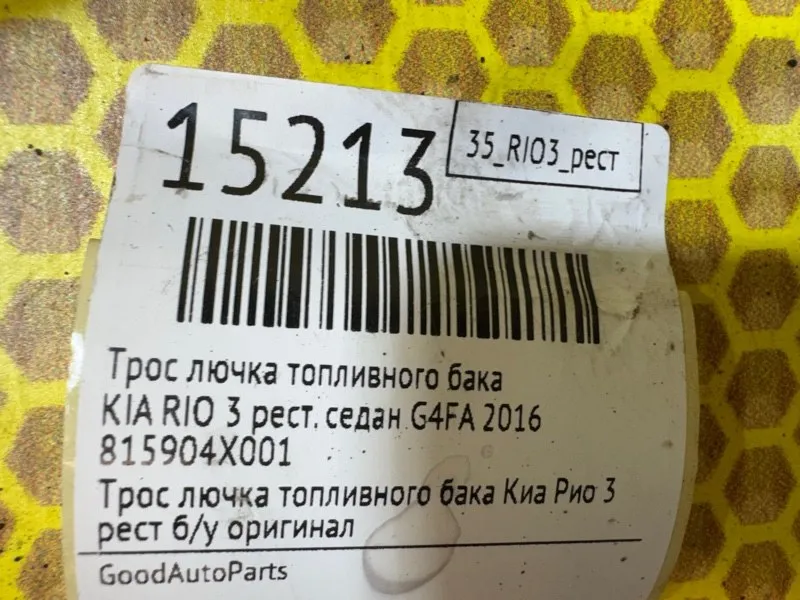 15213
35_RIO3_рест
Трос лючка топливного бака
KIA RIO 3 рест. седан G4FA 2016
815904X001
Трос лючка топливного бака Киа Рио 3
рест б/у оригинал
GoodAutoParts